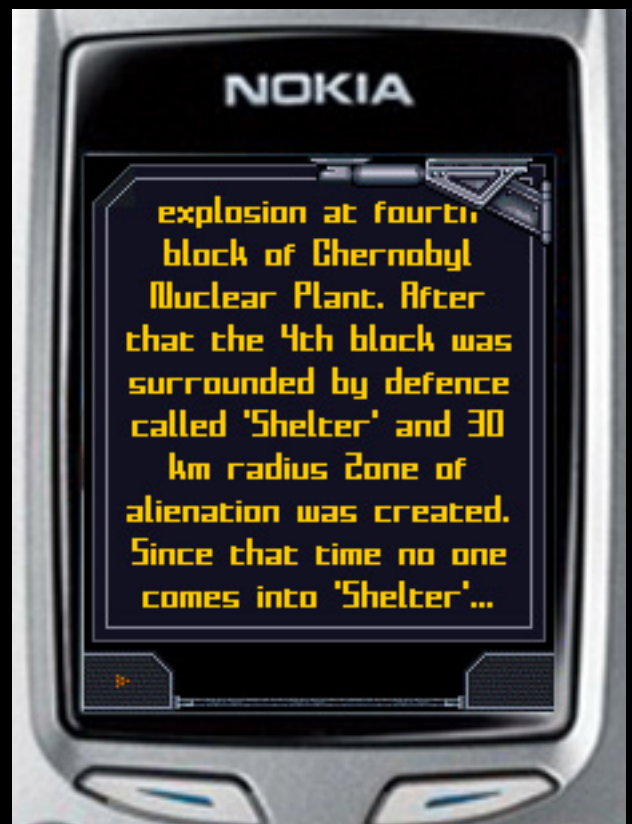 NOKIA
explosion at fourth
block of Chernobyl
Nuclear Plant. After
that the 4th block was
surrounded by defence
called 'Shelter' and 30
km radius Zone of
alienation was created.
Since that time no one
comes into 'Shelter'...